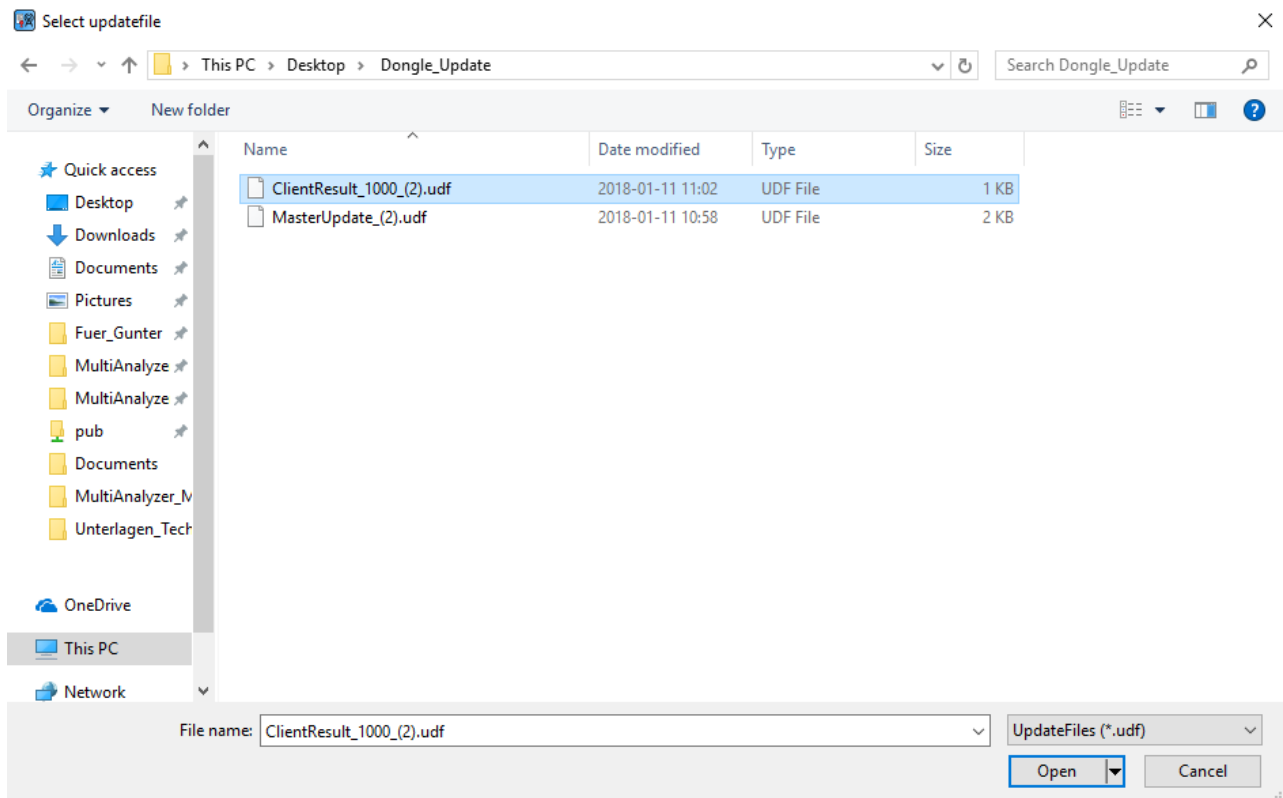 Select updatefile
This PC > Desktop > Dongle_Update
Search Dongle_Update
Organize
New folder
Name
Date modified
Type
Size
Quick access
Desktop
Downloads
Documents
Pictures
Fuer_Gunter
MultiAnalyze
MultiAnalyze
pub
Documents
MultiAnalyzer_M
Unterlagen_Tech
OneDrive
This PC
Network
ClientResult_1000_(2).udf 2018-01-11 11:02 UDF File 1 KB
MasterUpdate_(2).udf 2018-01-11 10:58 UDF File 2 KB
File name: ClientResult_1000_(2).udf
UpdateFiles (*.udf)
Open
Cancel